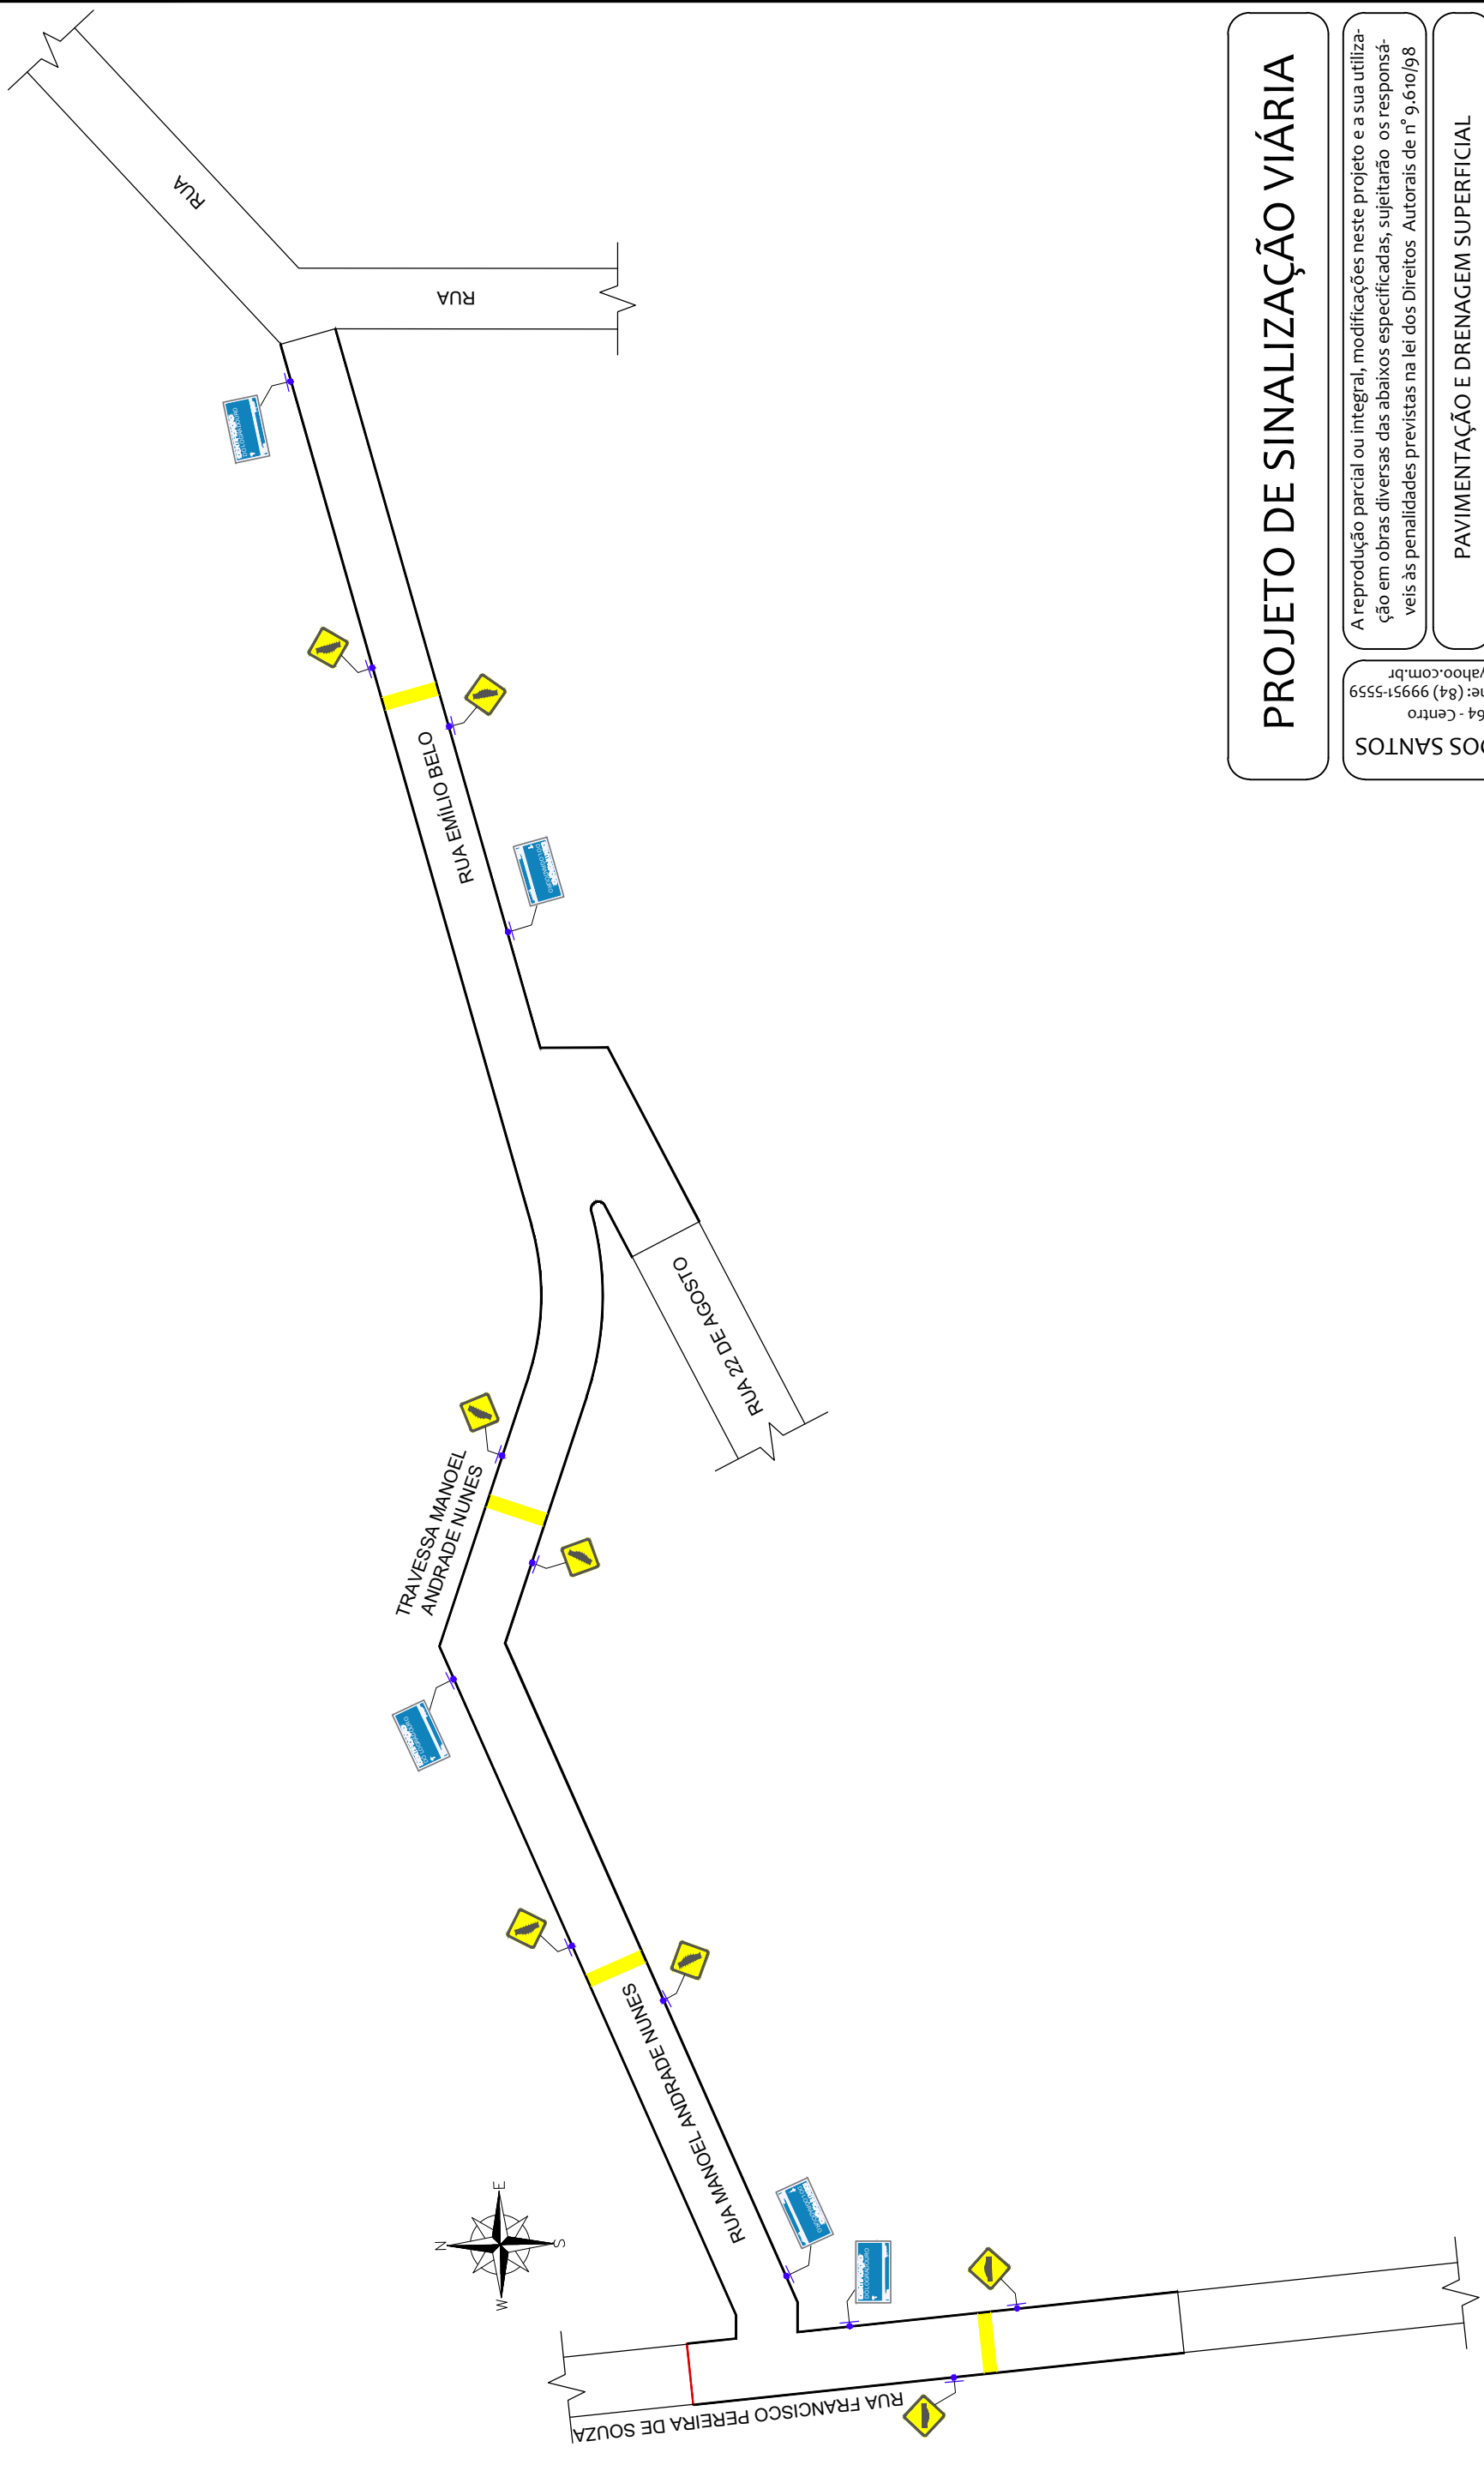 RUA
RUA
RUA EMÍLIO BELO
RUA 22 DE AGOSTO
TRAVESSA MANOEL
ANDRADE NUNES
RUA MANOEL ANDRADE NUNES
N
E
S
W
RUA FRANCISCO PEREIRA DE SOUZA
PROJETO DE SINALIZAÇÃO VIÁRIA
A reprodução parcial ou integral, modificações neste projeto e a sua utiliza-
ção em obras diversas das abaixos especificadas, sujeitarão os responsá-
veis às penalidades previstas na lei dos Direitos Autorais de n° 9.610/98
PAVIMENTAÇÃO E DRENAGEM SUPERFICIAL
SANTOS
64 - Centro
(84) 99951-5559
yahoo.com.br